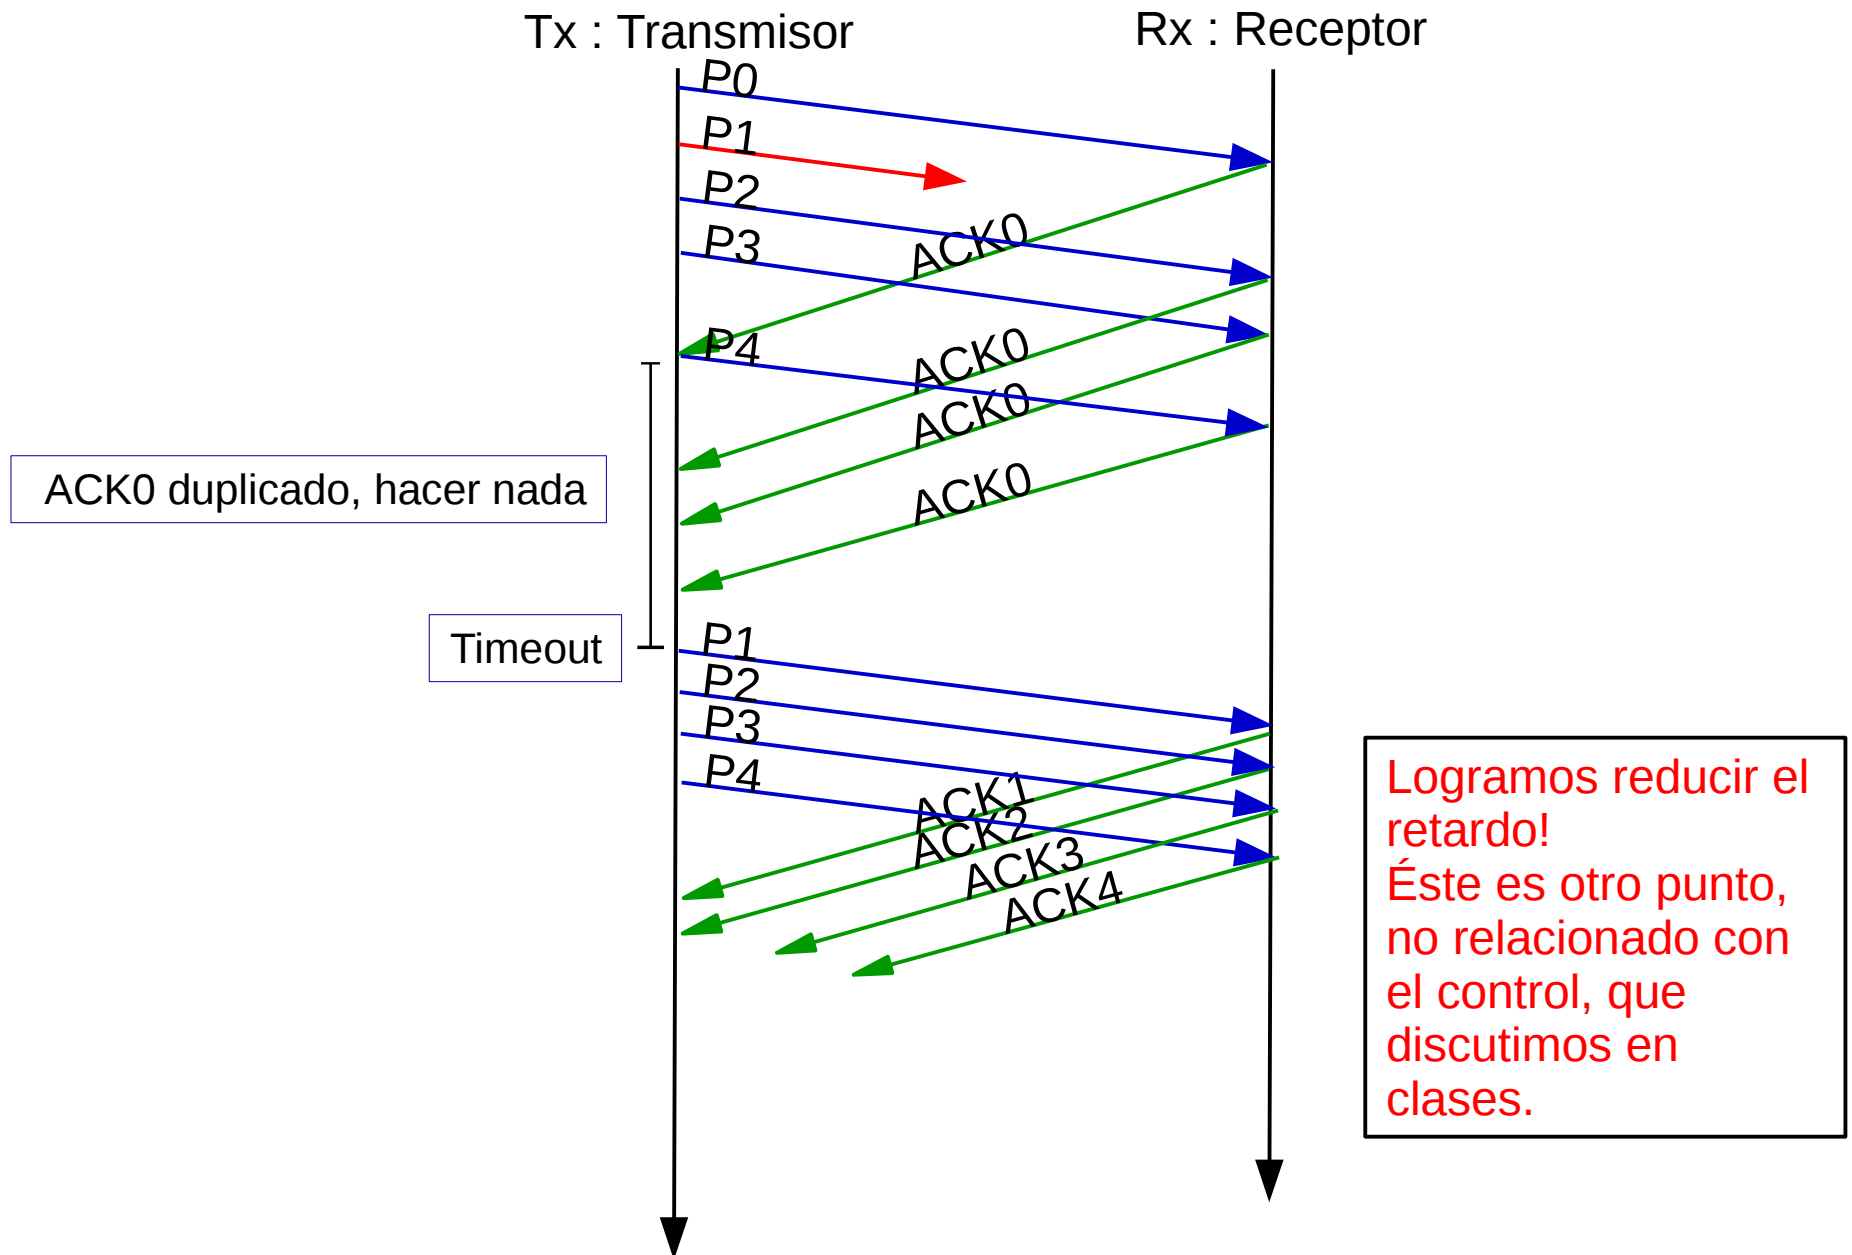 Tx : Transmisor
Rx : Receptor
P0
P1
P2
ACK0
P3
P4
ACK0
ACK0
ACK0 duplicado, hacer nada
ACK0
Timeout
P1
P2
P3
P4
ACK1
ACK2
ACK3
ACK4
Logramos reducir el
retardo!
Éste es otro punto,
no relacionado con
el control, que
discutimos en
clases.